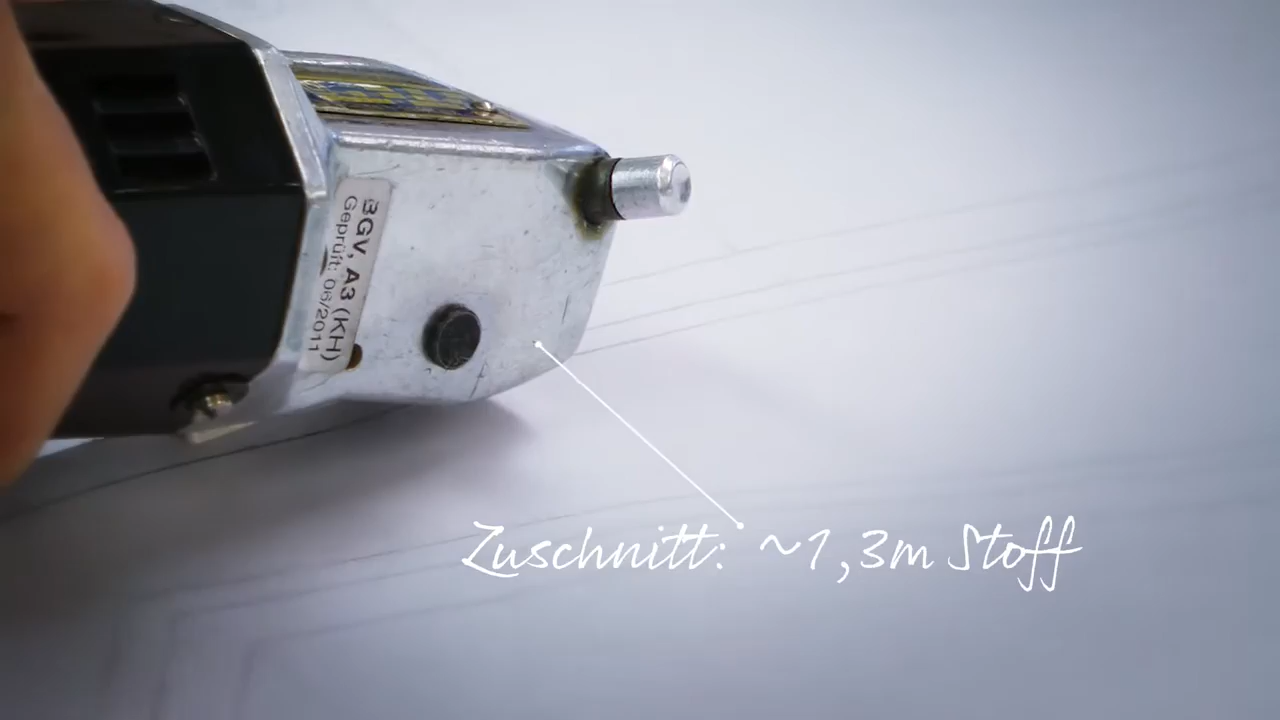 BGV, A3 (KH)
Geprüft: 06/2011
Zuschnitt: ~1,3m Stoff